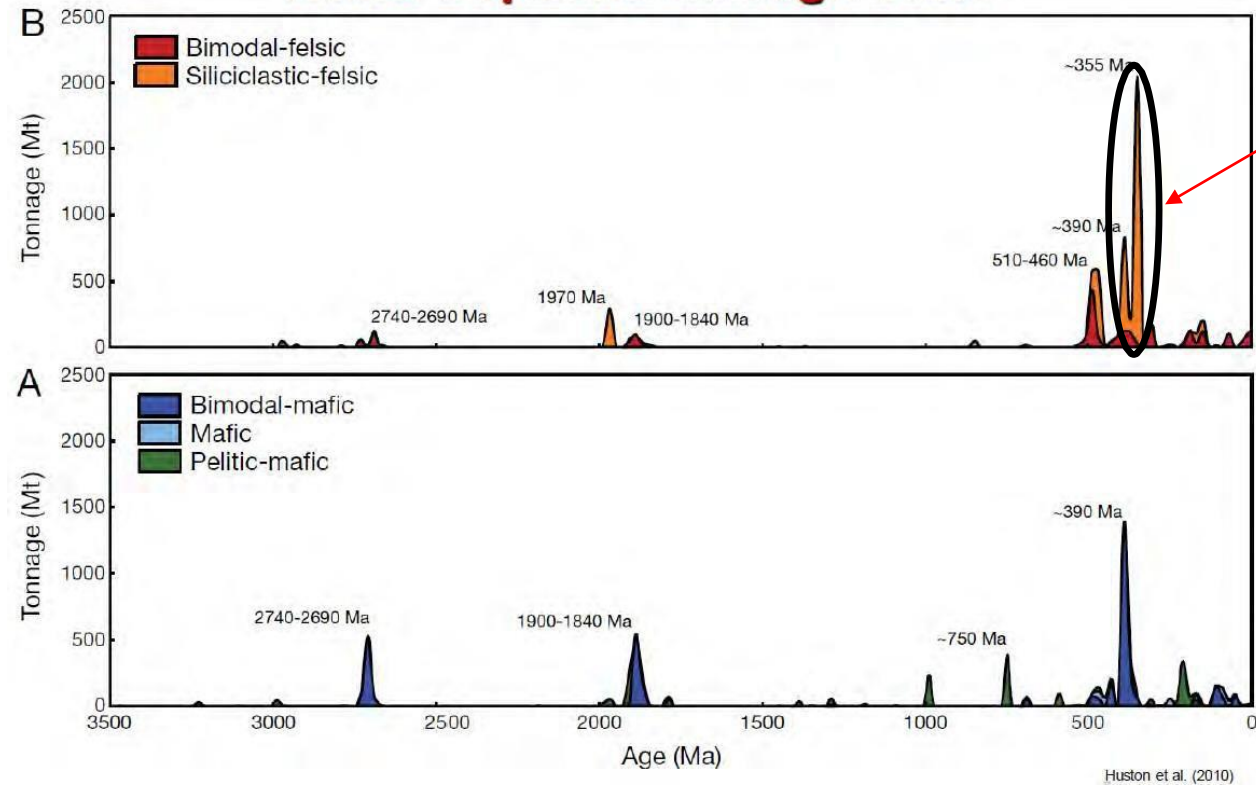 B
2500
2000
1500
1000
500
0
Tonnage (Mt)
Bimodal-felsic
Siliciclastic-felsic
~355 Ma
~390 Ma
510-460 Ma
1970 Ma
1900-1840 Ma
2740-2690 Ma
A
2500
2000
1500
1000
500
0
Tonnage (Mt)
Bimodal-mafic
Mafic
Pelitic-mafic
~390 Ma
2740-2690 Ma
1900-1840 Ma
~750 Ma
3500 3000 2500 2000 1500 1000 500 0
Age (Ma)
Huston et al. (2010)